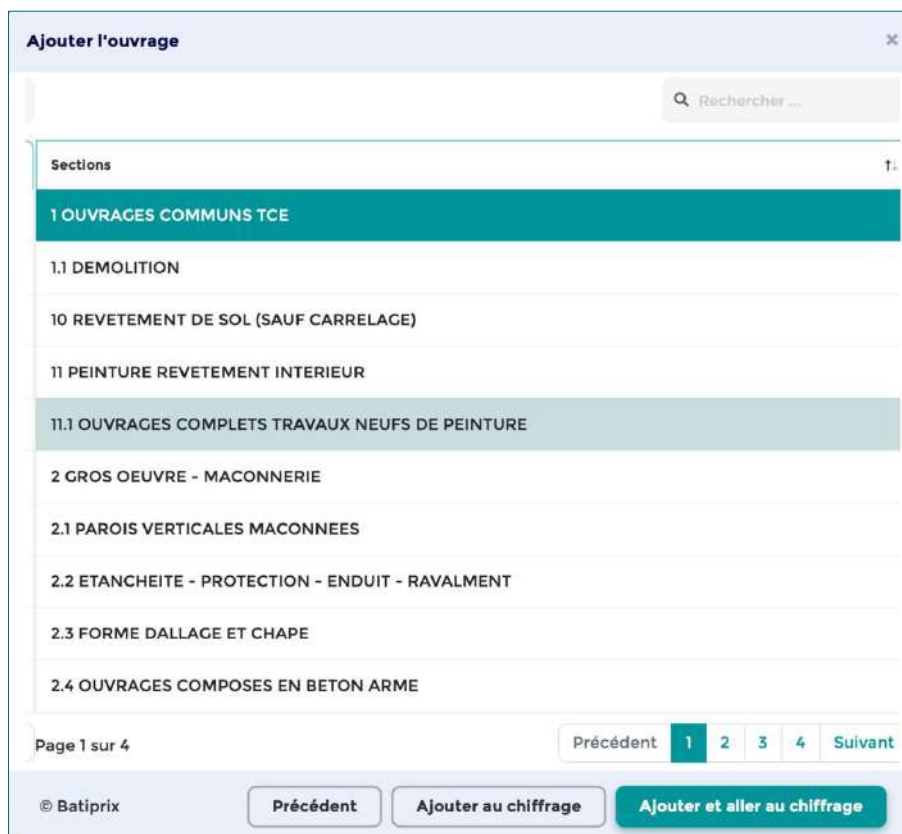 Ajouter l'ouvrage ×
Rechercher ...
Sections
1 OUVRAGES COMMUNS TCE
1.1 DEMOLITION
10 REVETEMENT DE SOL (SAUF CARRELAGE)
11 PEINTURE REVETEMENT INTERIEUR
11.1 OUVRAGES COMPLETS TRAVAUX NEUFS DE PEINTURE
2 GROS OEUVRE - MACONNERIE
2.1 PAROIS VERTICALES MACONNEES
2.2 ETANCHEITE - PROTECTION - ENDUIT - RAVALMENT
2.3 FORME DALLAGE ET CHAPE
2.4 OUVRAGES COMPOSES EN BETON ARME
Page 1 sur 4 Précédent 1 2 3 4 Suivant
© Batiprix Précédent Ajouter au chiffrage Ajouter et aller au chiffrage